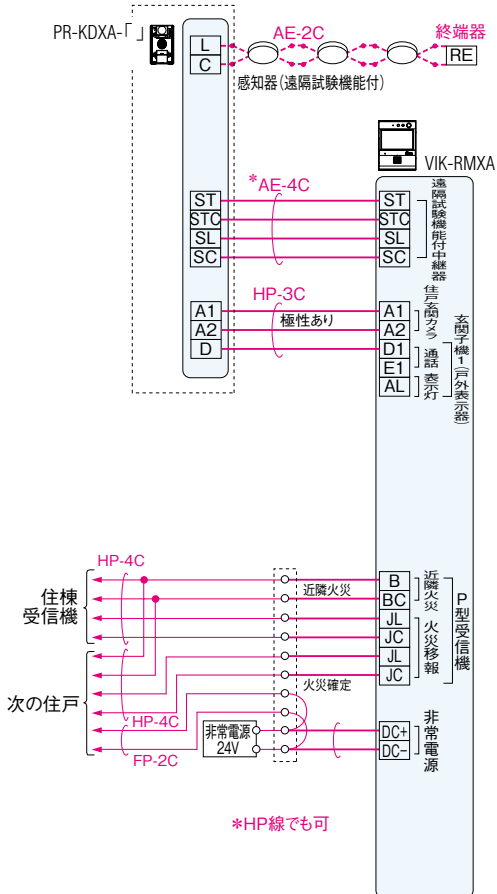 PR-KDXA-「 」
L
C
AE-2C
終端器
RE
感知器(遠隔試験機能付)
VIK-RMXA
*AE-4C
ST
STC
SL
SC
ST
STC
SL
SC
遠隔試験機能付中継器
HP-3C
極性あり
A1
A2
D
A1
A2
D1
E1
AL
住戸玄関カメラ
通話
表示灯
玄関子機1(戸外表示器)
HP-4C
住棟
受信機
次の住戸
HP-4C
FP-2C
近隣火災
火災確定
非常電源
24V
B
BC
JL
JC
JL
JC
近隣火災
火災移報
P型受信機
DC+
DC−
非常電源
*HP線でも可